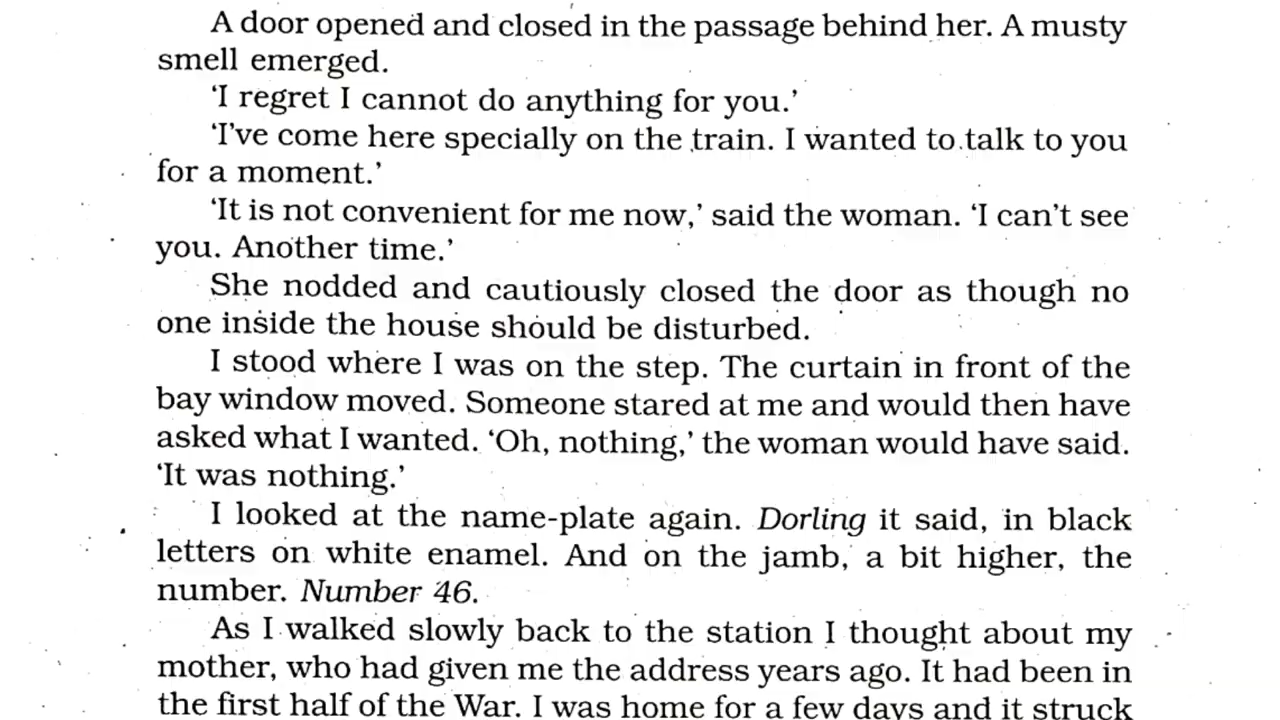 A door opened and closed in the passage behind her. A musty
smell emerged.
‘I regret I cannot do anything for you.’
‘I've come here specially on the train. I wanted to talk to you
for a moment.’
‘It is not convenient for me now,’ said the woman. ‘I can't see
you. Another time.’
She nodded and cautiously closed the door as though no
one inside the house should be disturbed.
I stood where I was on the step. The curtain in front of the
bay window moved. Someone stared at me and would then have
asked what I wanted. ‘Oh, nothing,’ the woman would have said.
‘It was nothing.’
I looked at the name-plate again. Dorling it said, in black
letters on white enamel. And on the jamb, a bit higher, the
number. Number 46.
As I walked slowly back to the station I thought about my
mother, who had given me the address years ago. It had been in
the first half of the War. I was home for a few days and it struck